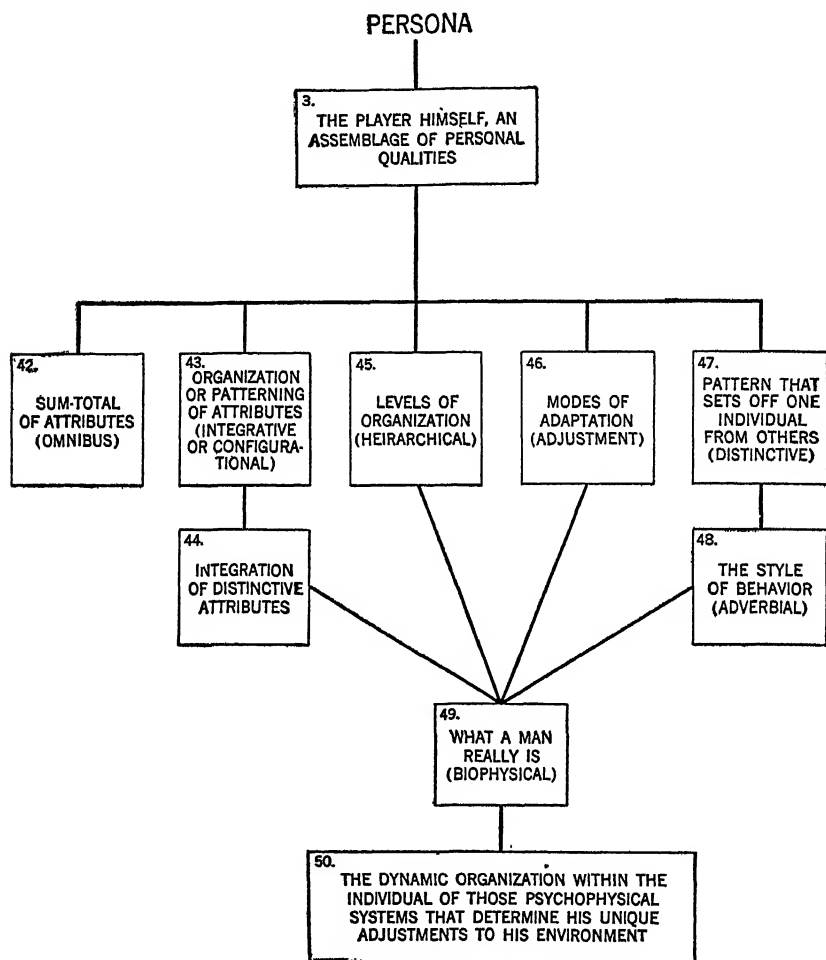 PERSONA
3.
THE PLAYER HIMSELF, AN
ASSEMBLAGE OF PERSONAL
QUALITIES
42.
SUM-TOTAL
OF ATTRIBUTES
(OMNIBUS)
43.
ORGANIZATION
OR PATTERNING
OF ATTRIBUTES
(INTEGRATIVE
OR CONFIGURA-
TIONAL)
45.
LEVELS OF
ORGANIZATION
(HEIRARCHICAL)
46.
MODES OF
ADAPTATION
(ADJUSTMENT)
47.
PATTERN THAT
SETS OFF ONE
INDIVIDUAL
FROM OTHERS
(DISTINCTIVE)
44.
INTEGRATION
OF DISTINCTIVE
ATTRIBUTES
48.
THE STYLE
OF BEHAVIOR
(ADVERBIAL)
49.
WHAT A MAN
REALLY IS
(BIOPHYSICAL)
50.
THE DYNAMIC ORGANIZATION WITHIN THE
INDIVIDUAL OF THOSE PSYCHOPHYSICAL
SYSTEMS THAT DETERMINE HIS UNIQUE
ADJUSTMENTS TO HIS ENVIRONMENT